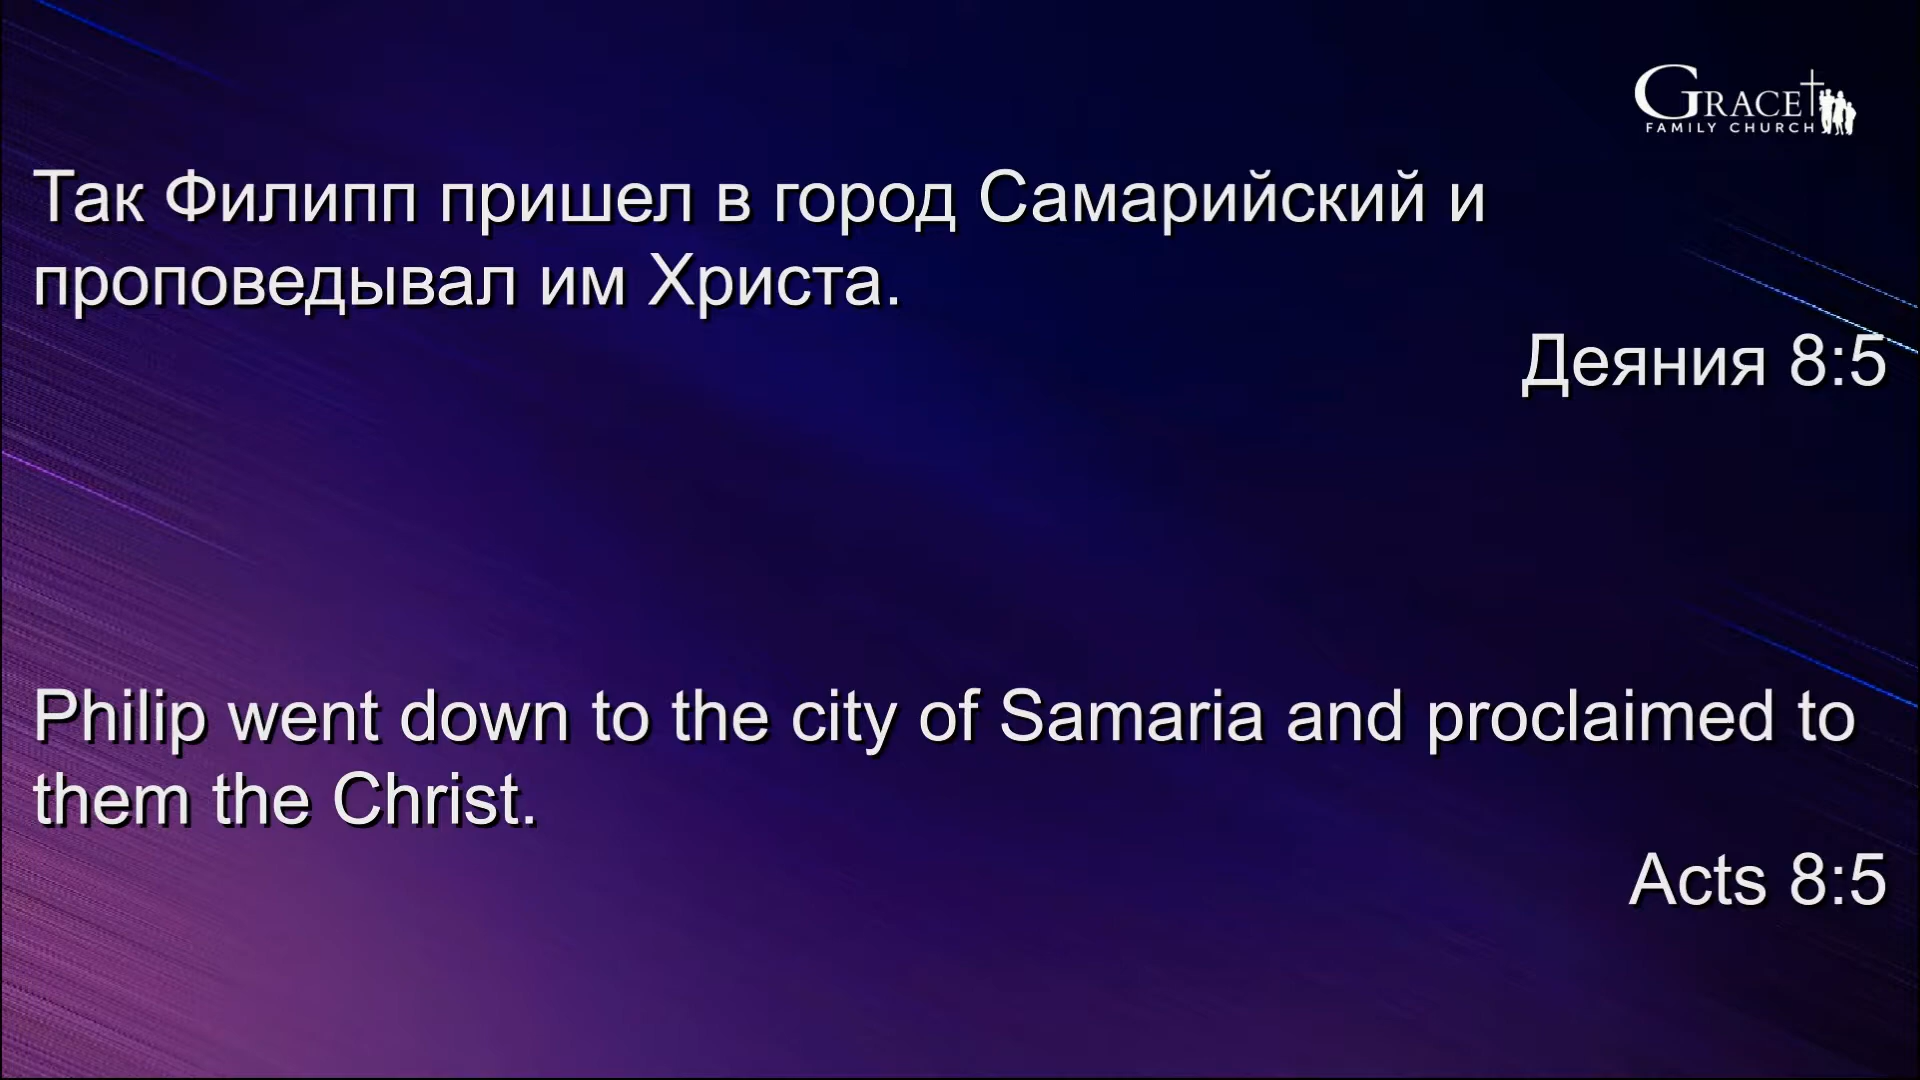 GRACE
FAMILY CHURCH
Так Филипп пришел в город Самарийский и
проповедывал им Христа.
Деяния 8:5
Philip went down to the city of Samaria and proclaimed to
them the Christ.
Acts 8:5